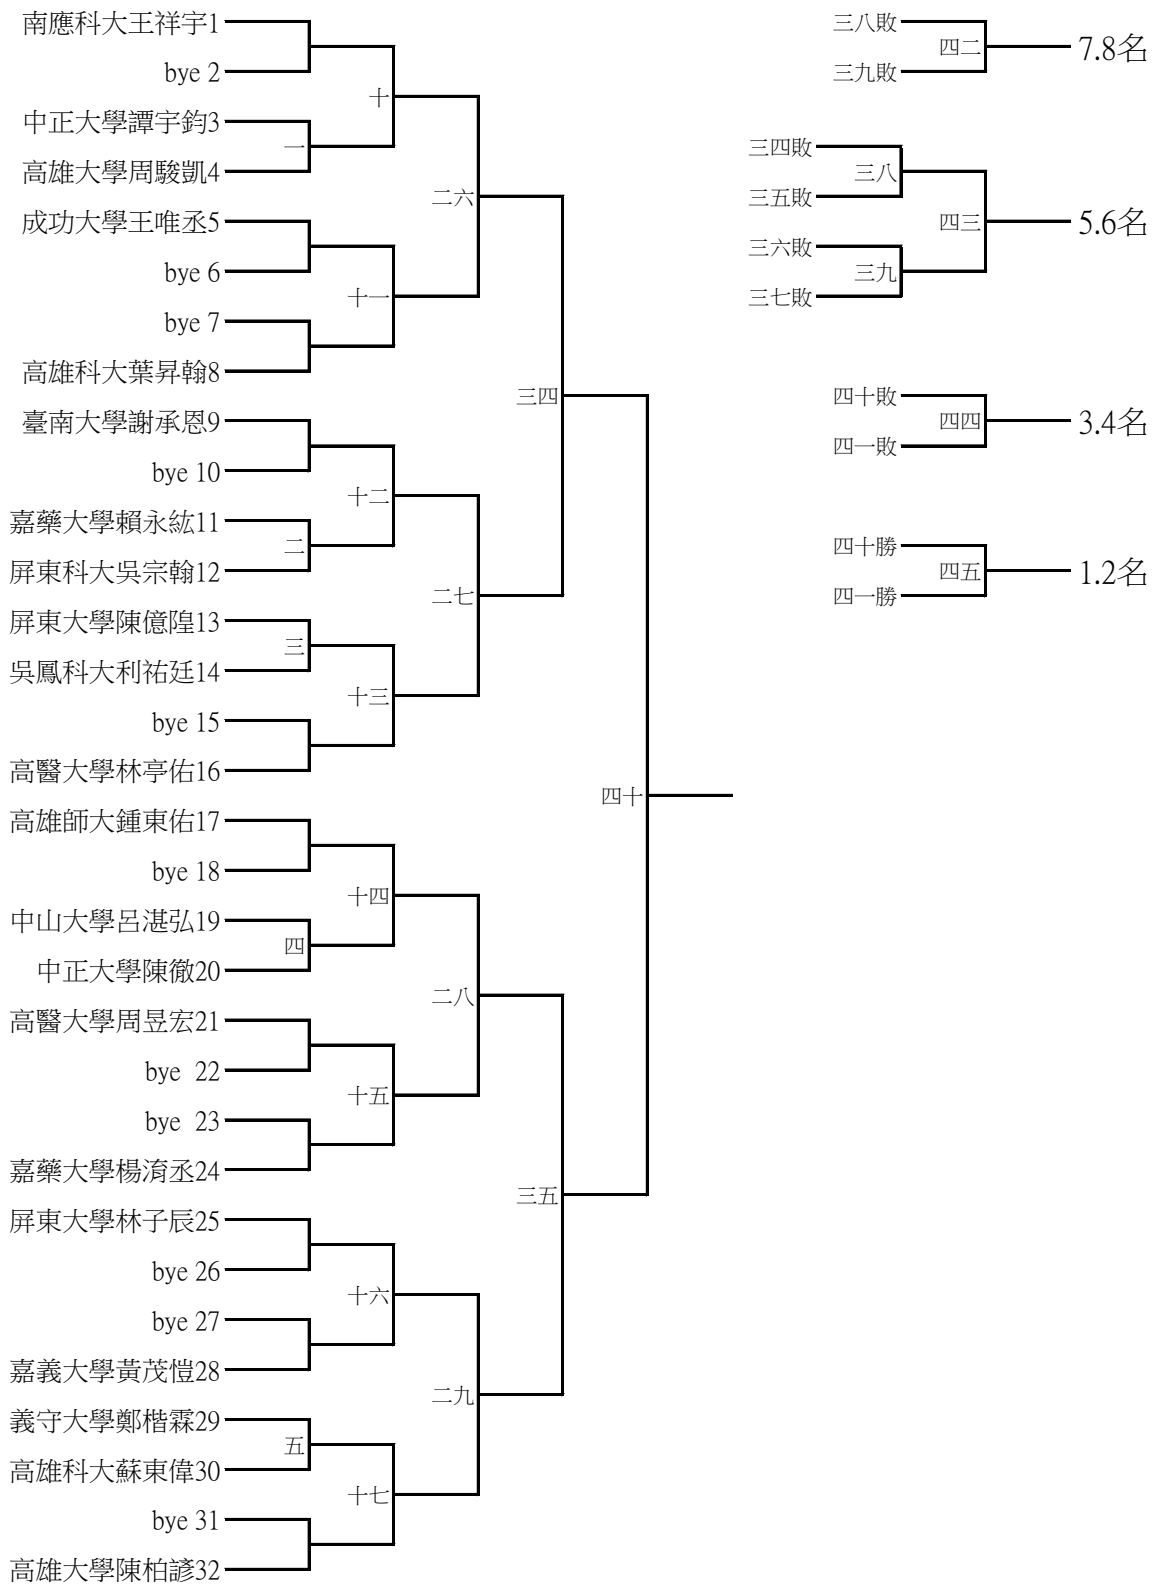 南應科大王祥宇1
bye 2
中正大學譚宇鈞3
高雄大學周駿凱4
成功大學王唯丞5
bye 6
bye 7
高雄科大葉昇翰8
臺南大學謝承恩9
bye 10
嘉藥大學賴永紘11
屏東科大吳宗翰12
屏東大學陳億隍13
吳鳳科大利祐廷14
bye 15
高醫大學林亭佑16
高雄師大鍾東佑17
bye 18
中山大學呂湛弘19
中正大學陳徹20
高醫大學周昱宏21
bye 22
bye 23
嘉藥大學楊淯丞24
屏東大學林子辰25
bye 26
bye 27
嘉義大學黃茂愷28
義守大學鄭楷霖29
高雄科大蘇東偉30
bye 31
高雄大學陳柏諺32
一
二
三
四
五
十
十一
十二
十三
十四
十五
十六
十七
二六
二七
二八
二九
三四
三五
四十
三八敗
四二
三九敗
7.8名
三四敗
三八
三五敗
四三
5.6名
三六敗
三九
三七敗
四十敗
四四
四一敗
3.4名
四十勝
四五
四一勝
1.2名